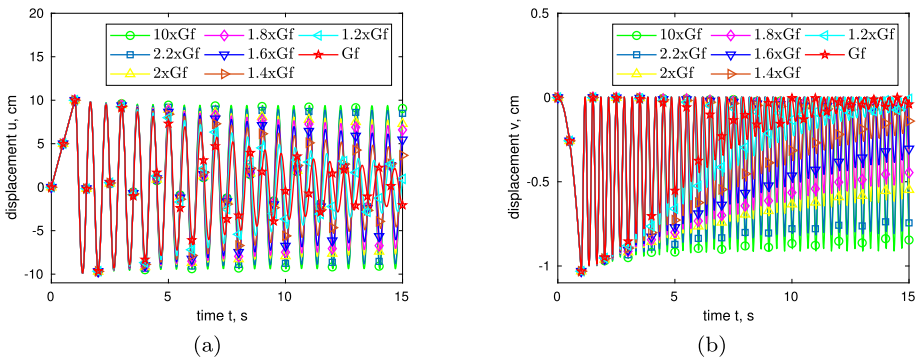 20
15
10
5
0
-5
-10
0
5
10
15
displacement u, cm
time t, s
10xGf 1.8xGf 1.2xGf
2.2xGf 1.6xGf Gf
2xGf 1.4xGf
(a)
0.5
0
-0.5
-1
0
5
10
15
displacement v, cm
time t, s
10xGf 1.8xGf 1.2xGf
2.2xGf 1.6xGf Gf
2xGf 1.4xGf
(b)